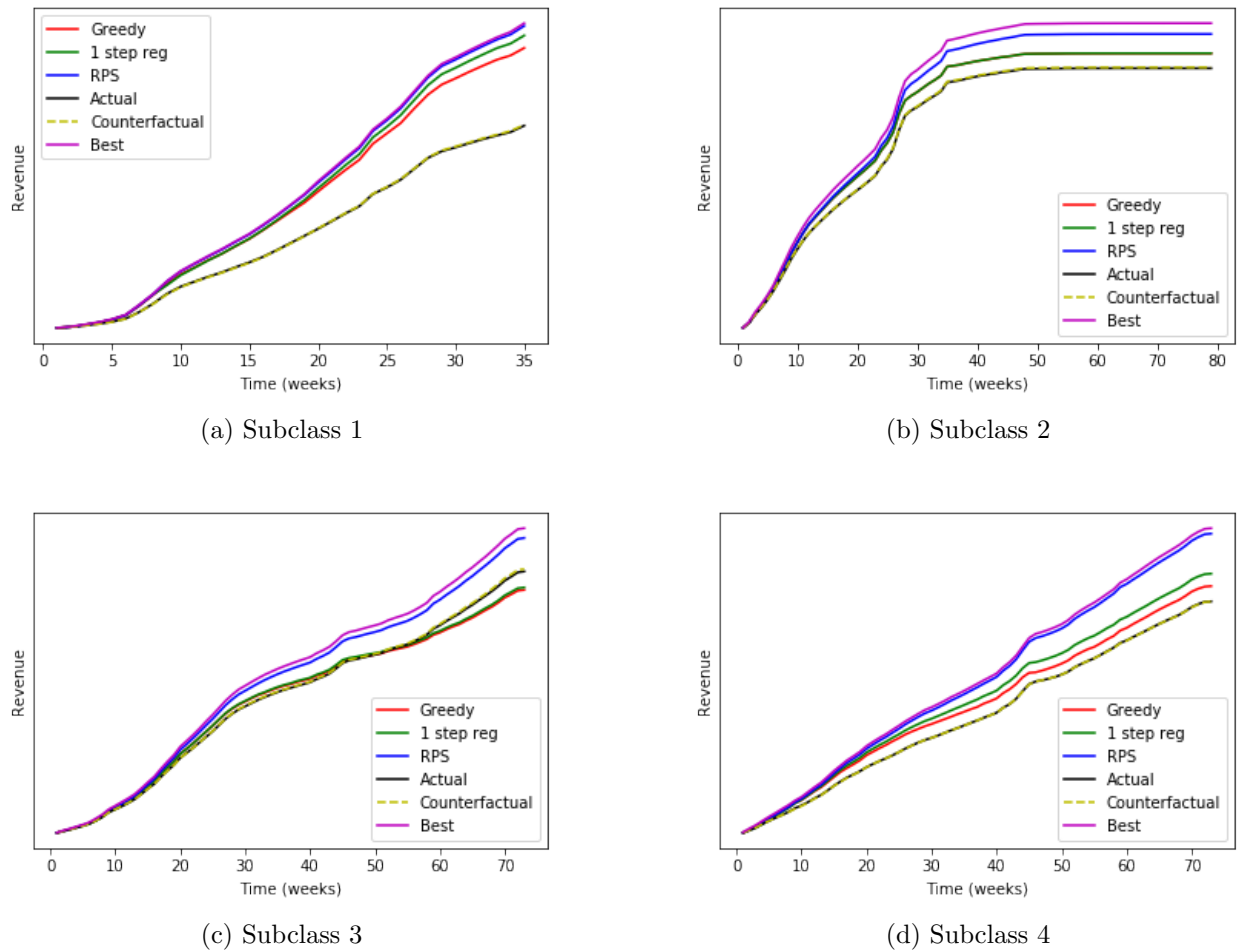 Greedy
1 step reg
RPS
Actual
Counterfactual
Best
Revenue
0 5 10 15 20 25 30 35
Time (weeks)
(a) Subclass 1
Revenue
Greedy
1 step reg
RPS
Actual
Counterfactual
Best
0 10 20 30 40 50 60 70 80
Time (weeks)
(b) Subclass 2
Revenue
Greedy
1 step reg
RPS
Actual
Counterfactual
Best
0 10 20 30 40 50 60 70
Time (weeks)
(c) Subclass 3
Revenue
Greedy
1 step reg
RPS
Actual
Counterfactual
Best
0 10 20 30 40 50 60 70
Time (weeks)
(d) Subclass 4